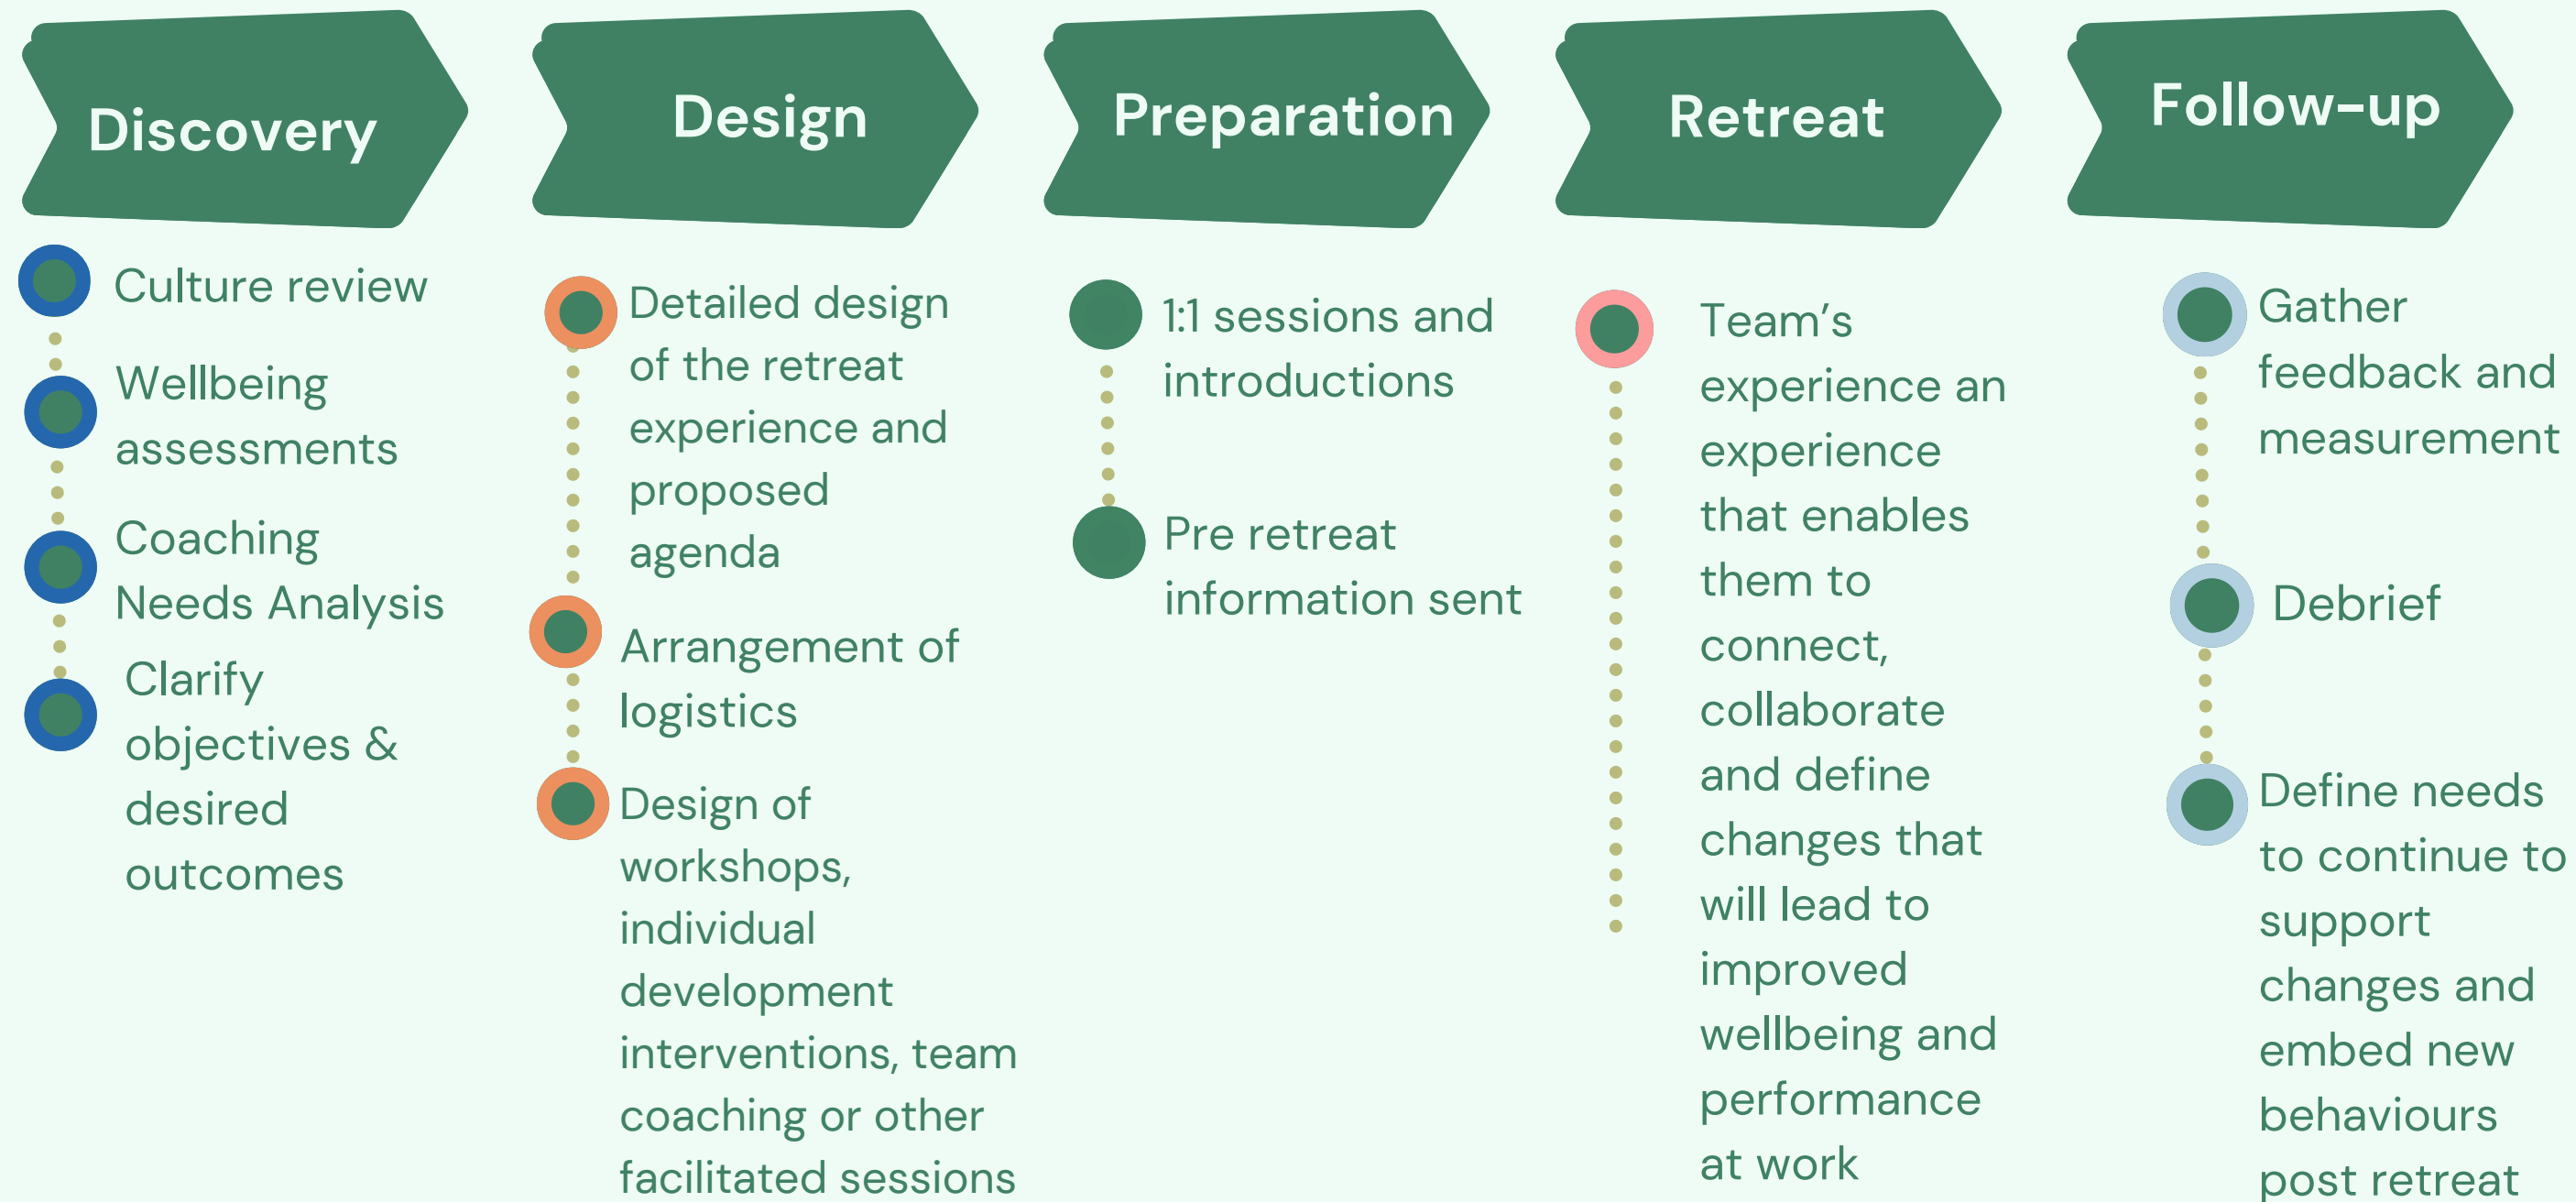 Discovery
Culture review
Wellbeing
assessments
Coaching
Needs Analysis
Clarify
objectives &
desired
outcomes
Design
Detailed design
of the retreat
experience and
proposed
agenda
Arrangement of
logistics
Design of
workshops,
individual
development
interventions, team
coaching or other
facilitated sessions
Preparation
1:1 sessions and
introductions
Pre retreat
information sent
Retreat
Team’s
experience an
experience
that enables
them to
connect,
collaborate
and define
changes that
will lead to
improved
wellbeing and
performance
at work
Follow-up
Gather
feedback and
measurement
Debrief
Define needs
to continue to
support
changes and
embed new
behaviours
post retreat